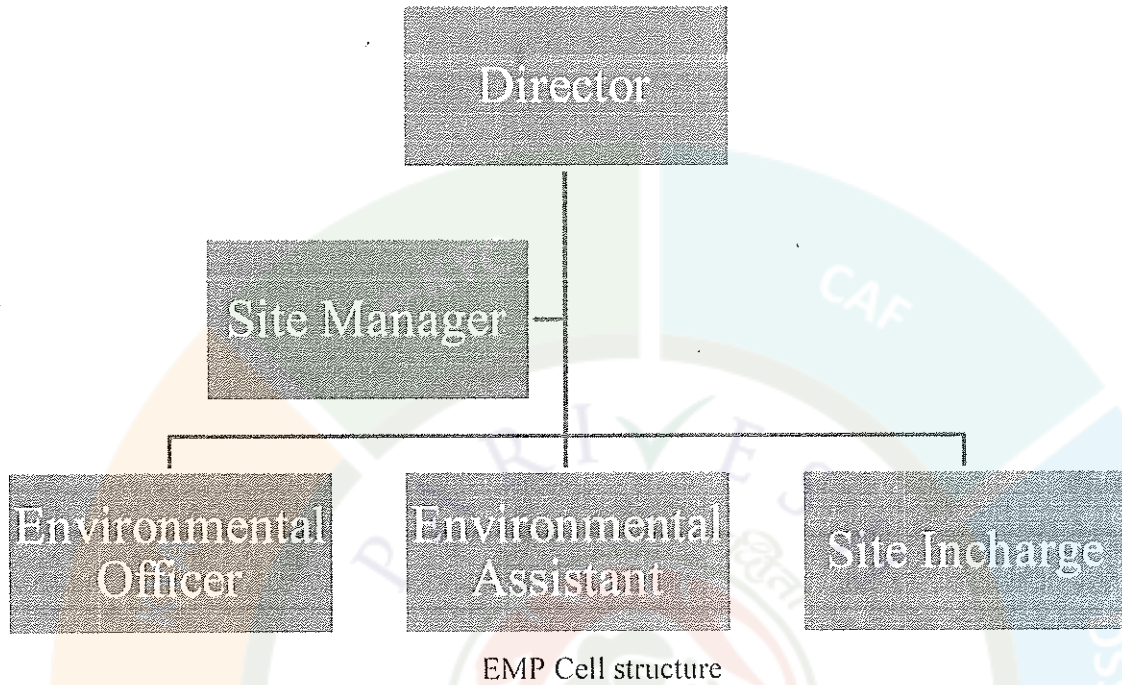 Director
Site Manager
Environmental
Officer
Environmental
Assistant
Site Incharge
EMP Cell structure
CAF